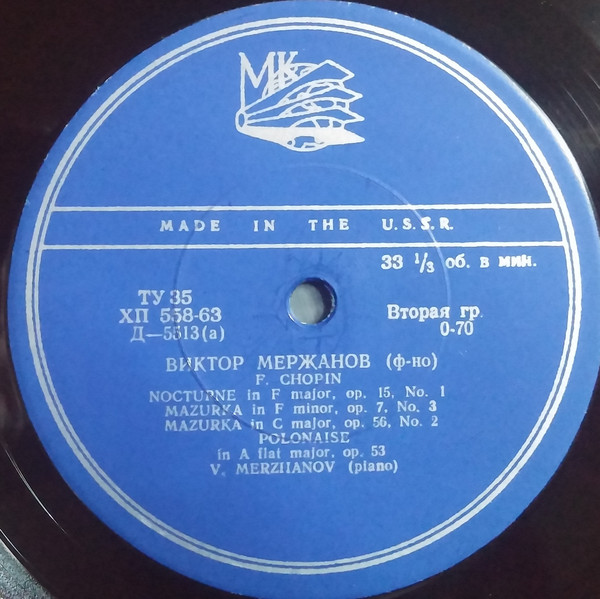 МК
MADE IN THE U.S.S.R.
33 1/3 об. в мин.
ТУ 35
ХП 558-63
Д—5513(а)
Вторая гр.
0-70
ВИКТОР МЕРЖАНОВ (ф-но)
F. CHOPIN
NOCTURNE in F major, op. 15, No. 1
MAZURKA in F minor, op. 7, No. 3
MAZURKA in C major, op. 56, No. 2
POLONAISE
in A flat major, op. 53
V. MERZHANOV (piano)